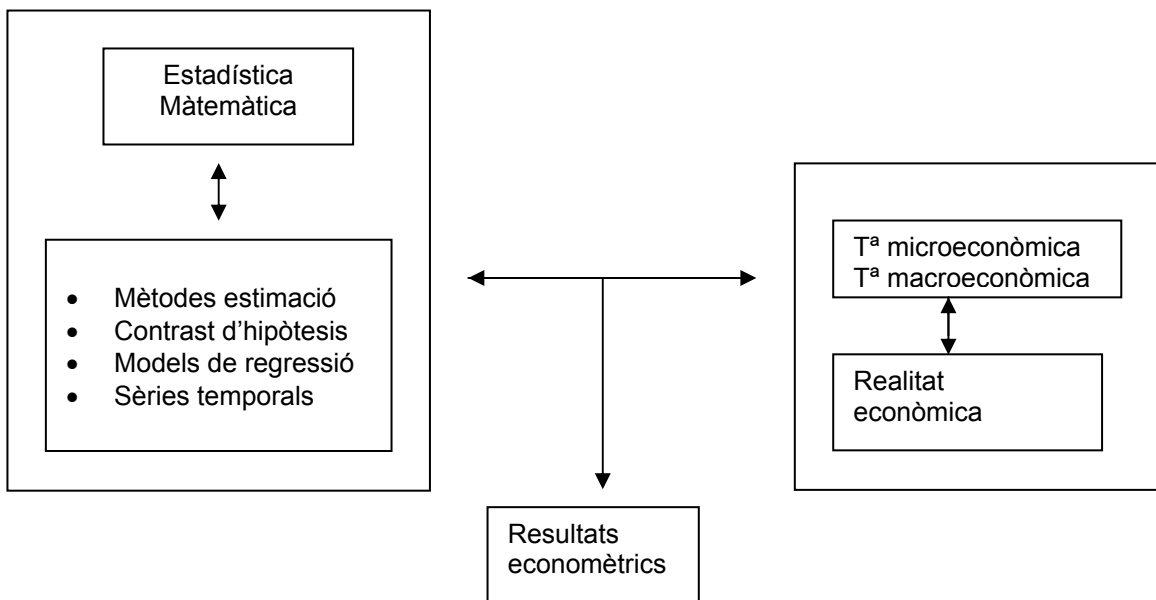 Estadística
Màtemàtica
• Mètodes estimació
• Contrast d’hipòtesis
• Models de regressió
• Sèries temporals
Tª microeconòmica
Tª macroeconòmica
Realitat
econòmica
Resultats
economètrics